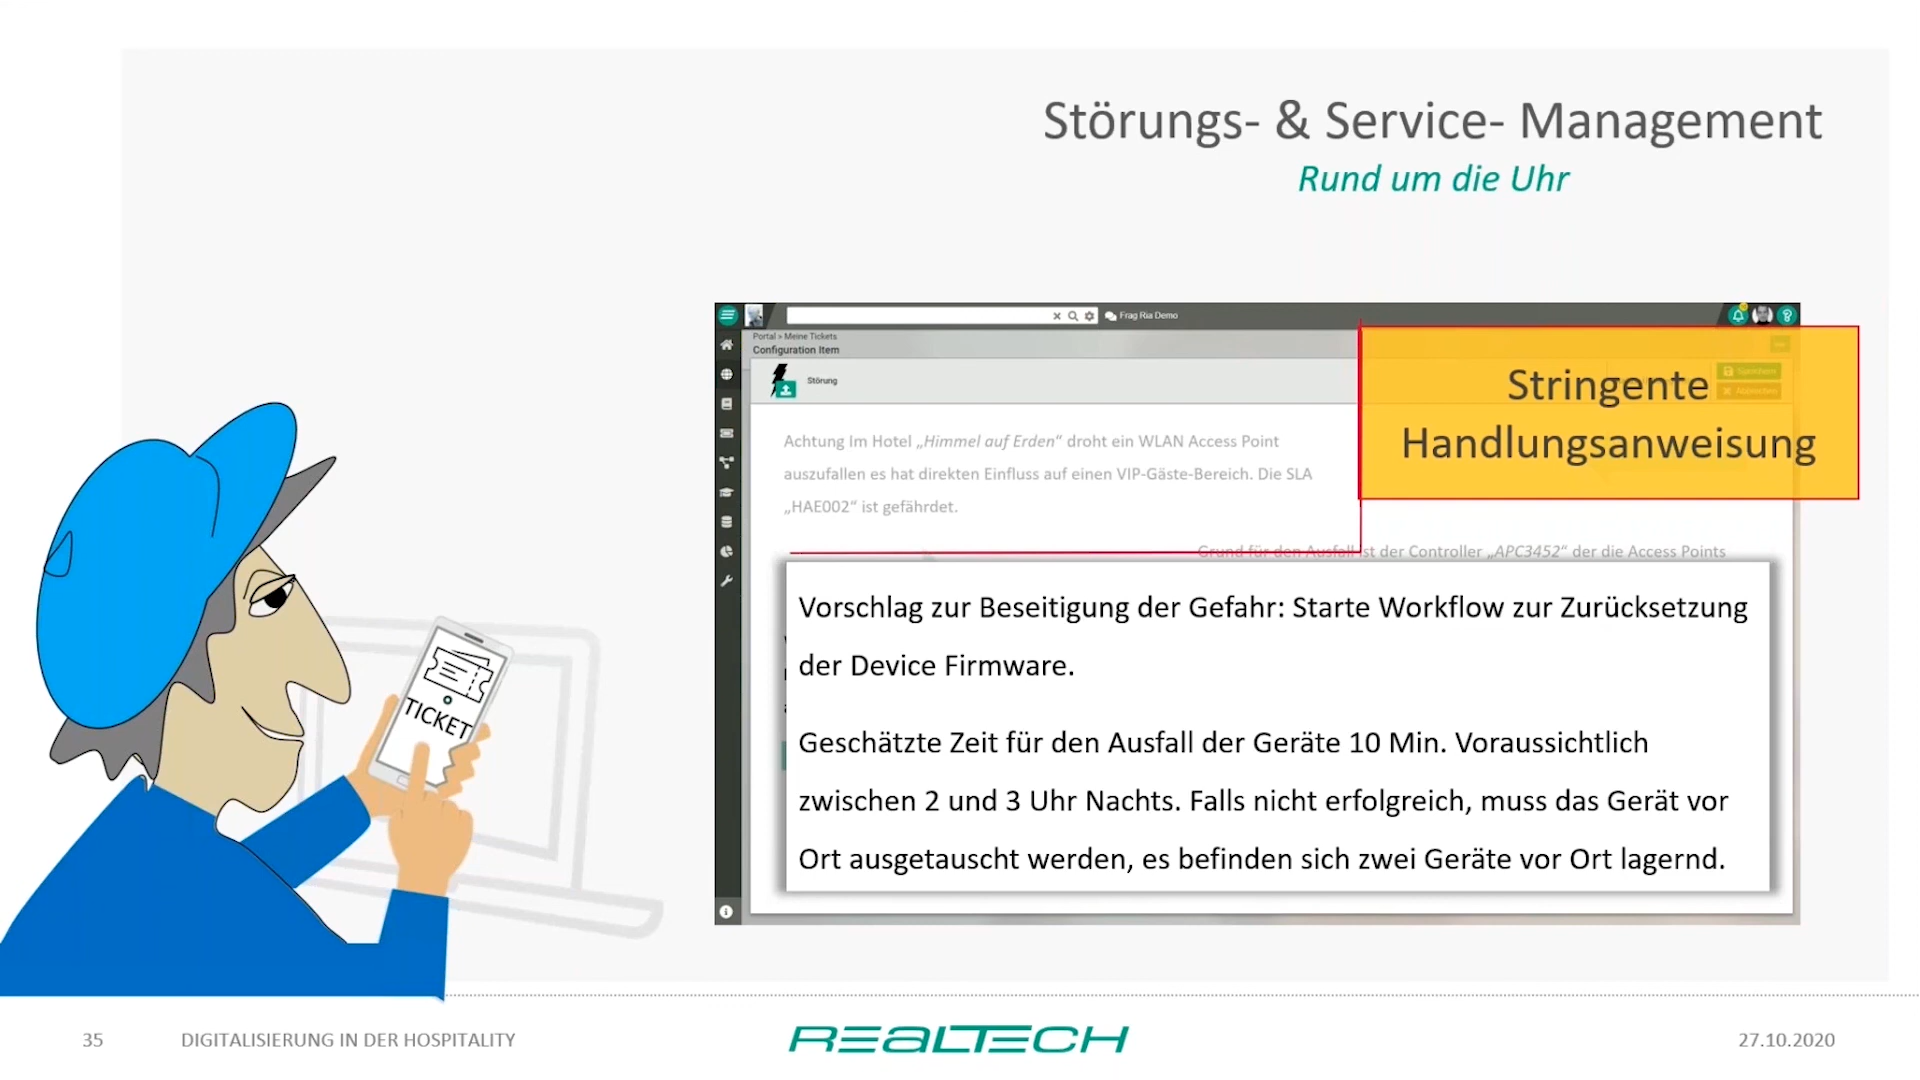 Störungs- & Service- Management
Rund um die Uhr
Frag Ria Demo
Portal > Meine Tickets
Configuration Item
Störung
Speichern
Abbrechen
Stringente
Handlungsanweisung
Achtung Im Hotel „Himmel auf Erden“ droht ein WLAN Access Point
auszufallen es hat direkten Einfluss auf einen VIP-Gäste-Bereich. Die SLA
„HAE002“ ist gefährdet.
Grund für den Ausfall ist der Controller „APC3452“ der die Access Points
Vorschlag zur Beseitigung der Gefahr: Starte Workflow zur Zurücksetzung
der Device Firmware.
Geschätzte Zeit für den Ausfall der Geräte 10 Min. Voraussichtlich
zwischen 2 und 3 Uhr Nachts. Falls nicht erfolgreich, muss das Gerät vor
Ort ausgetauscht werden, es befinden sich zwei Geräte vor Ort lagernd.
TICKET
35
DIGITALISIERUNG IN DER HOSPITALITY
REALTECH
27.10.2020